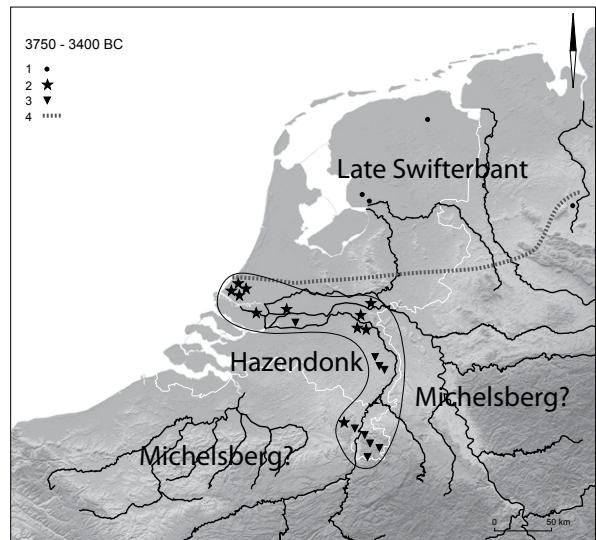 3750 - 3400 BC
1
2
3
4
Late Swifterbant
Hazendonk
Michelsberg?
Michelsberg?
0 50 km